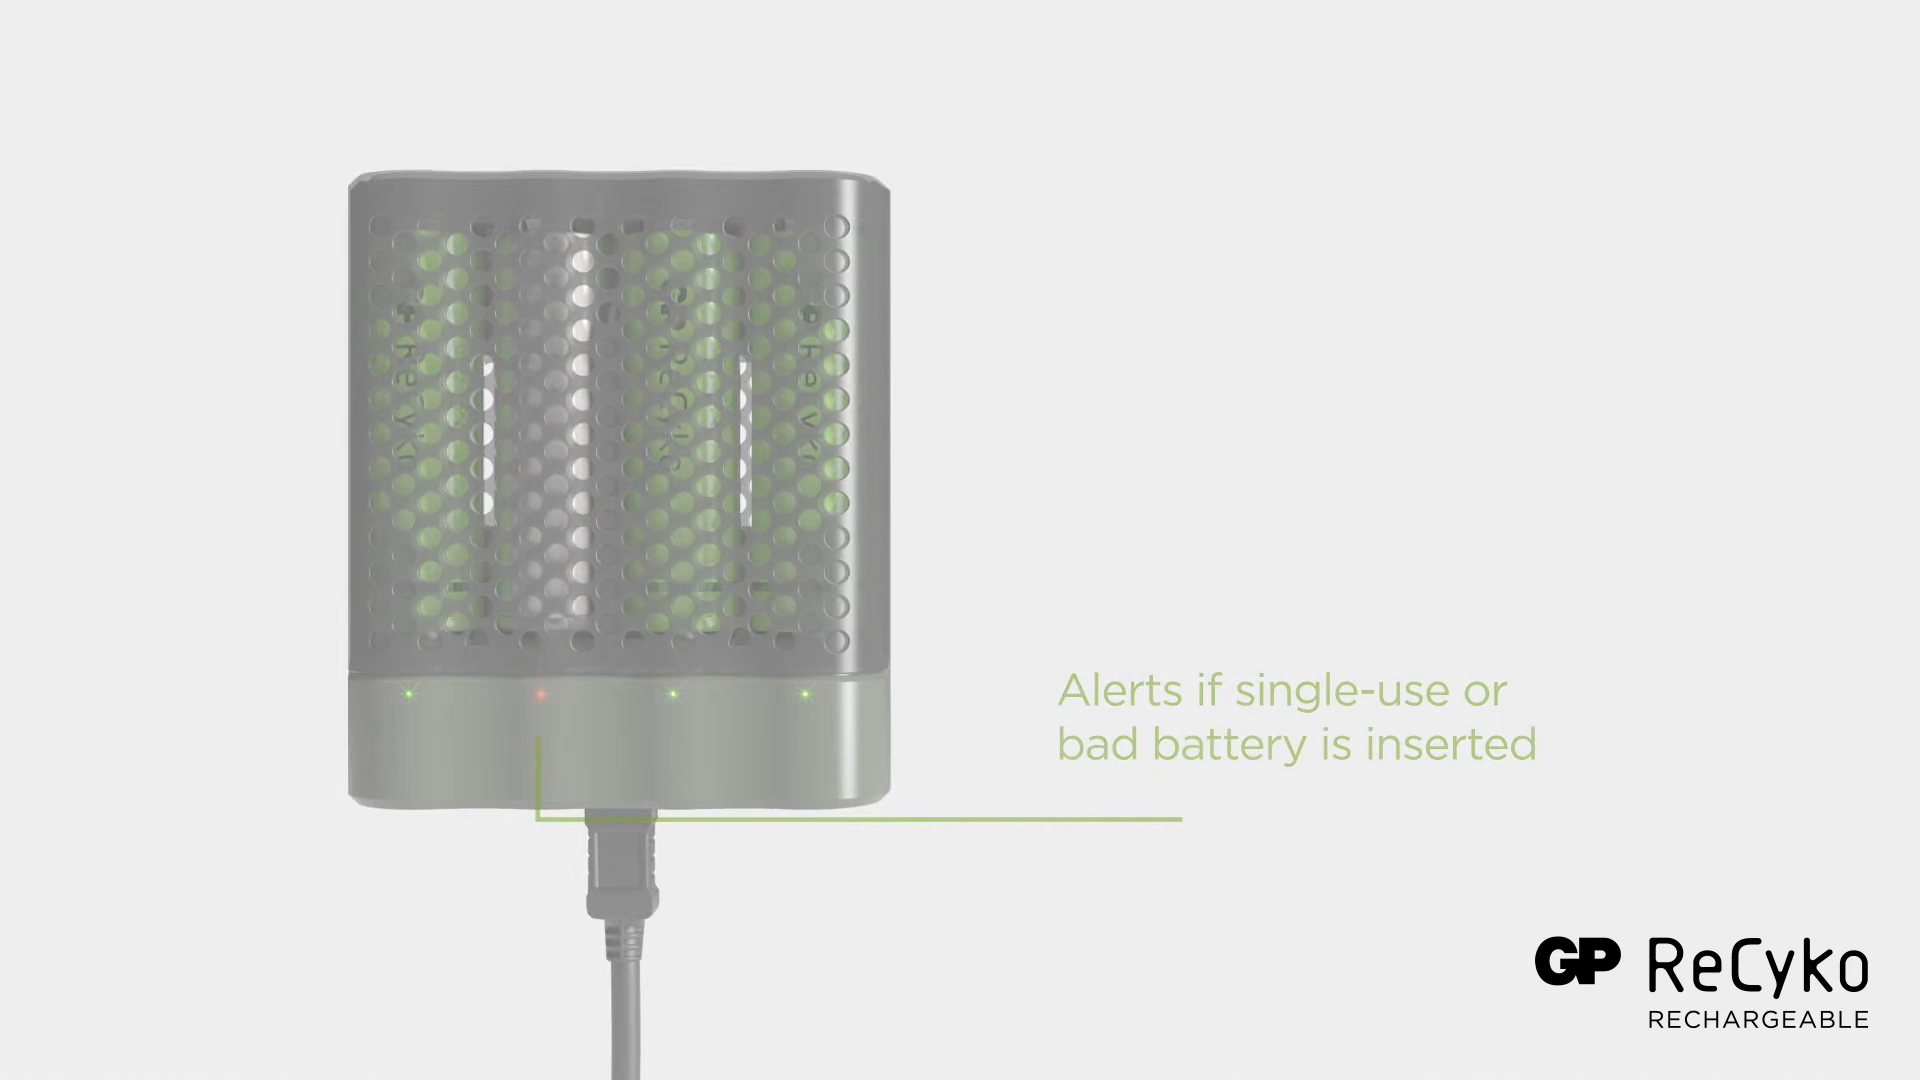 Alerts if single-use or
bad battery is inserted
GP ReCyko
RECHARGEABLE